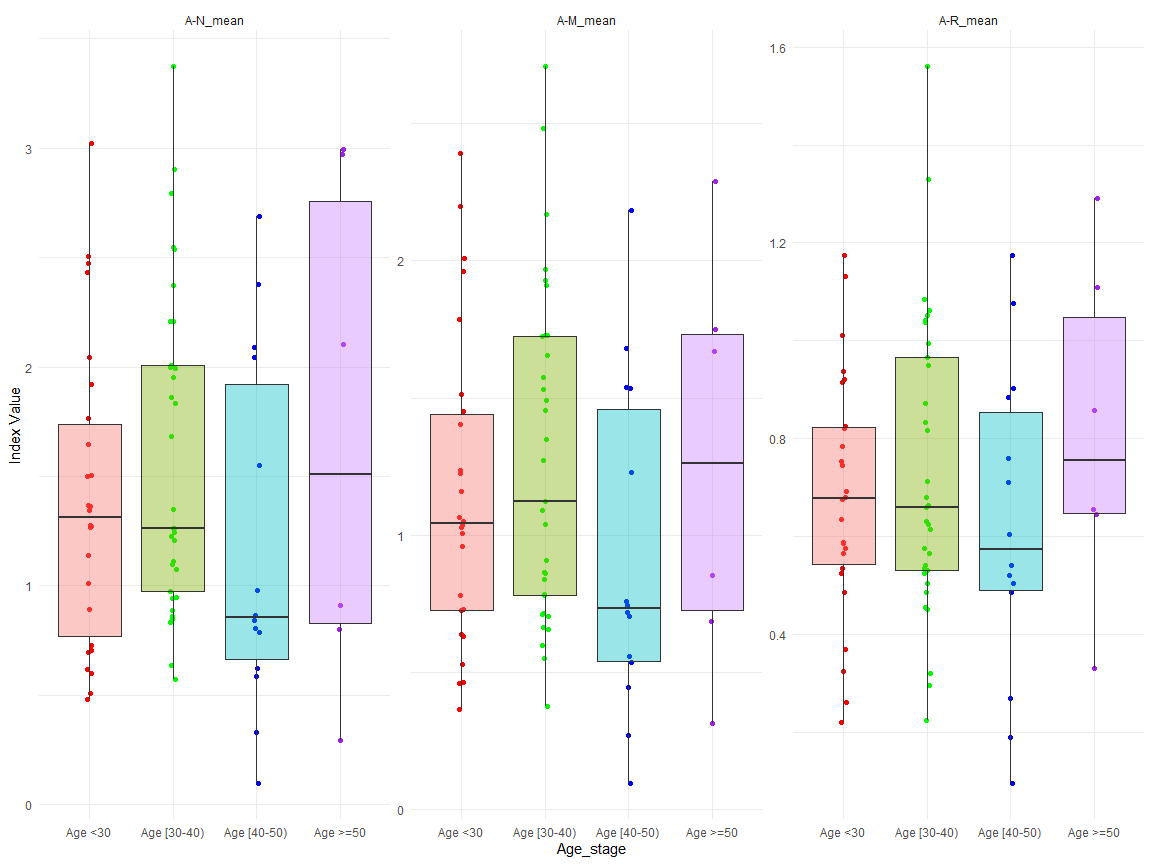 A-N_mean
A-M_mean
A-R_mean
Index Value
3
2
1
0
2
1
0
1.6
1.2
0.8
0.4
Age <30
Age [30-40)
Age [40-50)
Age >=50
Age <30
Age [30-40)
Age [40-50)
Age >=50
Age <30
Age [30-40)
Age [40-50)
Age >=50
Age_stage